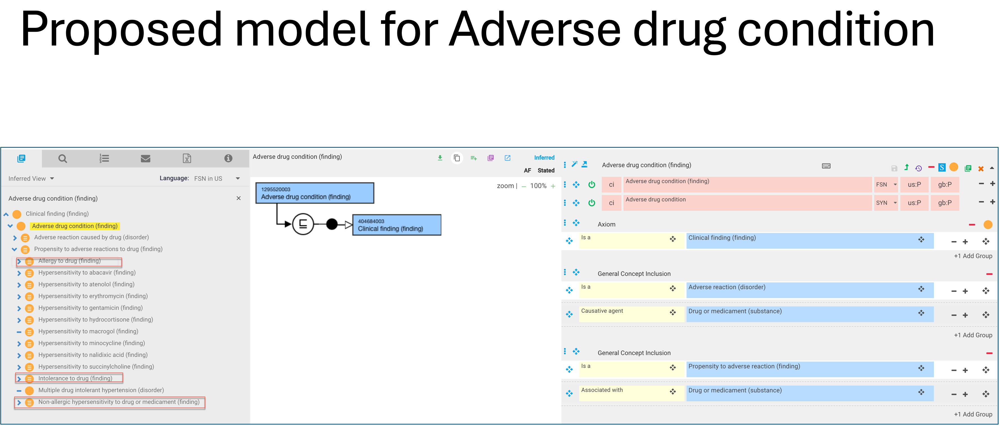 Proposed model for Adverse drug condition
Inferred View
Language: FSN in US
Adverse drug condition (finding)
Clinical finding (finding)
Adverse drug condition (finding)
Adverse reaction caused by drug (disorder)
Propensity to adverse reactions to drug (finding)
Allergy to drug (finding)
Hypersensitivity to abacavir (finding)
Hypersensitivity to atenolol (finding)
Hypersensitivity to erythromycin (finding)
Hypersensitivity to gentamicin (finding)
Hypersensitivity to hydrocortisone (finding)
Hypersensitivity to macrogol (finding)
Hypersensitivity to minocycline (finding)
Hypersensitivity to nalidixic acid (finding)
Hypersensitivity to succinylcholine (finding)
Intolerance to drug (finding)
Multiple drug intolerant hypertension (disorder)
Non-allergic hypersensitivity to drug or medicament (finding)
Adverse drug condition (finding)
Inferred
AF Stated
zoom | – 100% +
1295520003
Adverse drug condition (finding)
⊑
404684003
Clinical finding (finding)
Adverse drug condition (finding)
S
ci Adverse drug condition (finding) FSN us:P gb:P
ci Adverse drug condition SYN us:P gb:P
Axiom
Is a Clinical finding (finding)
+1 Add Group
General Concept Inclusion
Is a Adverse reaction (disorder)
Causative agent Drug or medicament (substance)
+1 Add Group
General Concept Inclusion
Is a Propensity to adverse reaction (finding)
Associated with Drug or medicament (substance)
+1 Add Group